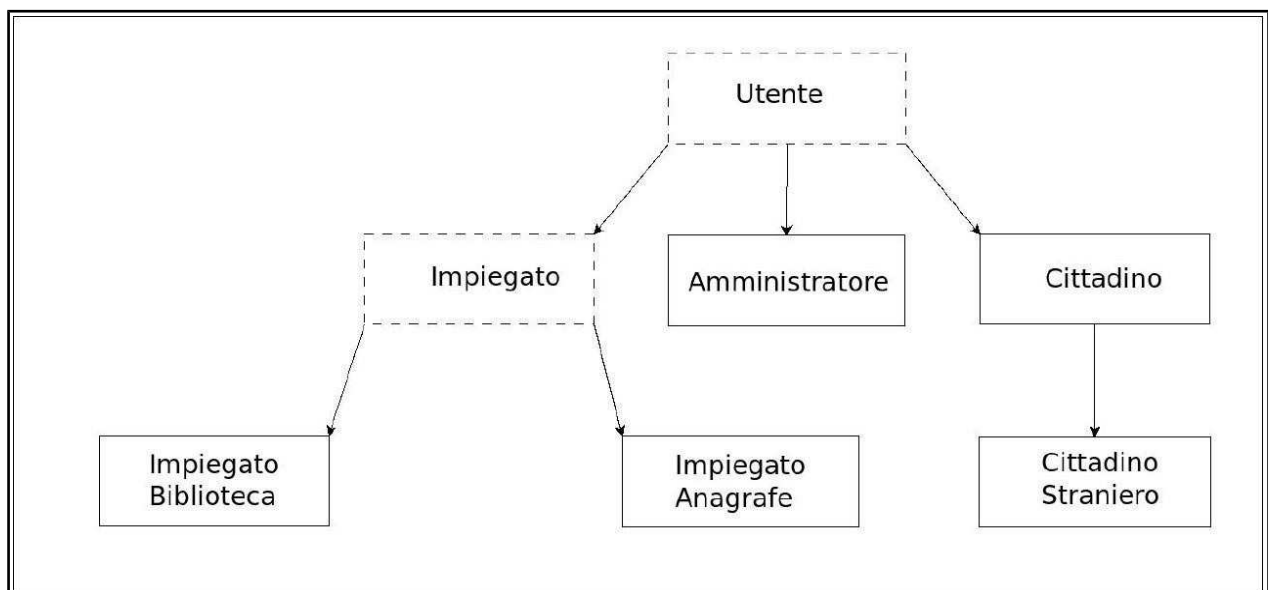 Utente
Impiegato
Amministratore
Cittadino
Impiegato
Biblioteca
Impiegato
Anagrafe
Cittadino
Straniero